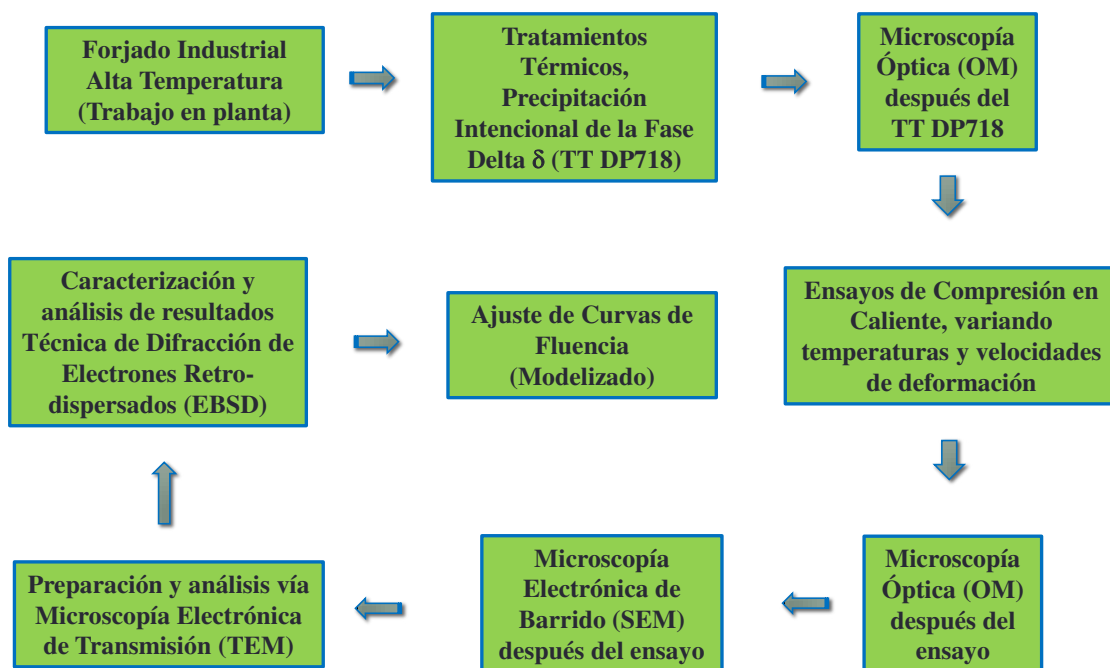 Forjado Industrial
Alta Temperatura
(Trabajo en planta)
Tratamientos
Térmicos,
Precipitación
Intencional de la Fase
Delta δ (TT DP718)
Microscopía
Óptica (OM)
después del
TT DP718
Ensayos de Compresión en
Caliente, variando
temperaturas y velocidades
de deformación
Microscopía
Óptica (OM)
después del
ensayo
Microscopía
Electrónica de
Barrido (SEM)
después del ensayo
Preparación y análisis vía
Microscopía Electrónica
de Transmisión (TEM)
Caracterización y
análisis de resultados
Técnica de Difracción de
Electrones Retro-
dispersados (EBSD)
Ajuste de Curvas de
Fluencia
(Modelizado)